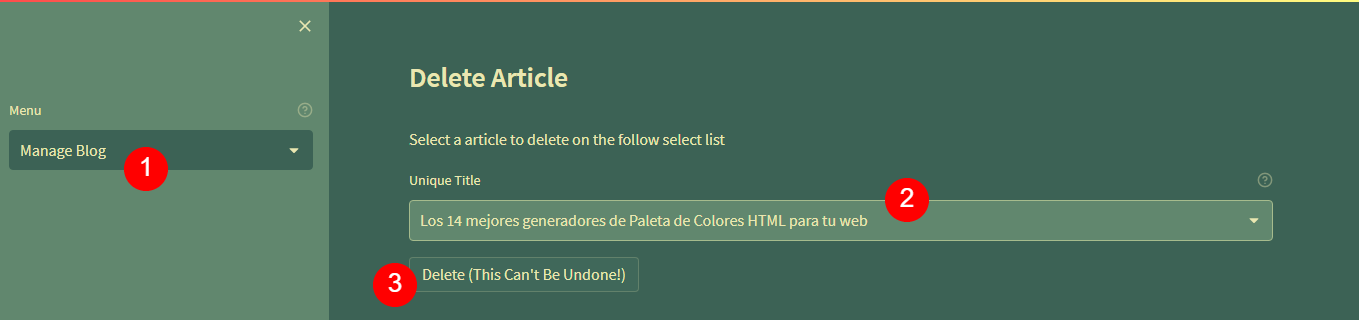 Delete Article
Menu
Select a article to delete on the follow select list
Manage Blog
1
Unique Title
2
Los 14 mejores generadores de Paleta de Colores HTML para tu web
3
Delete (This Can't Be Undone!)